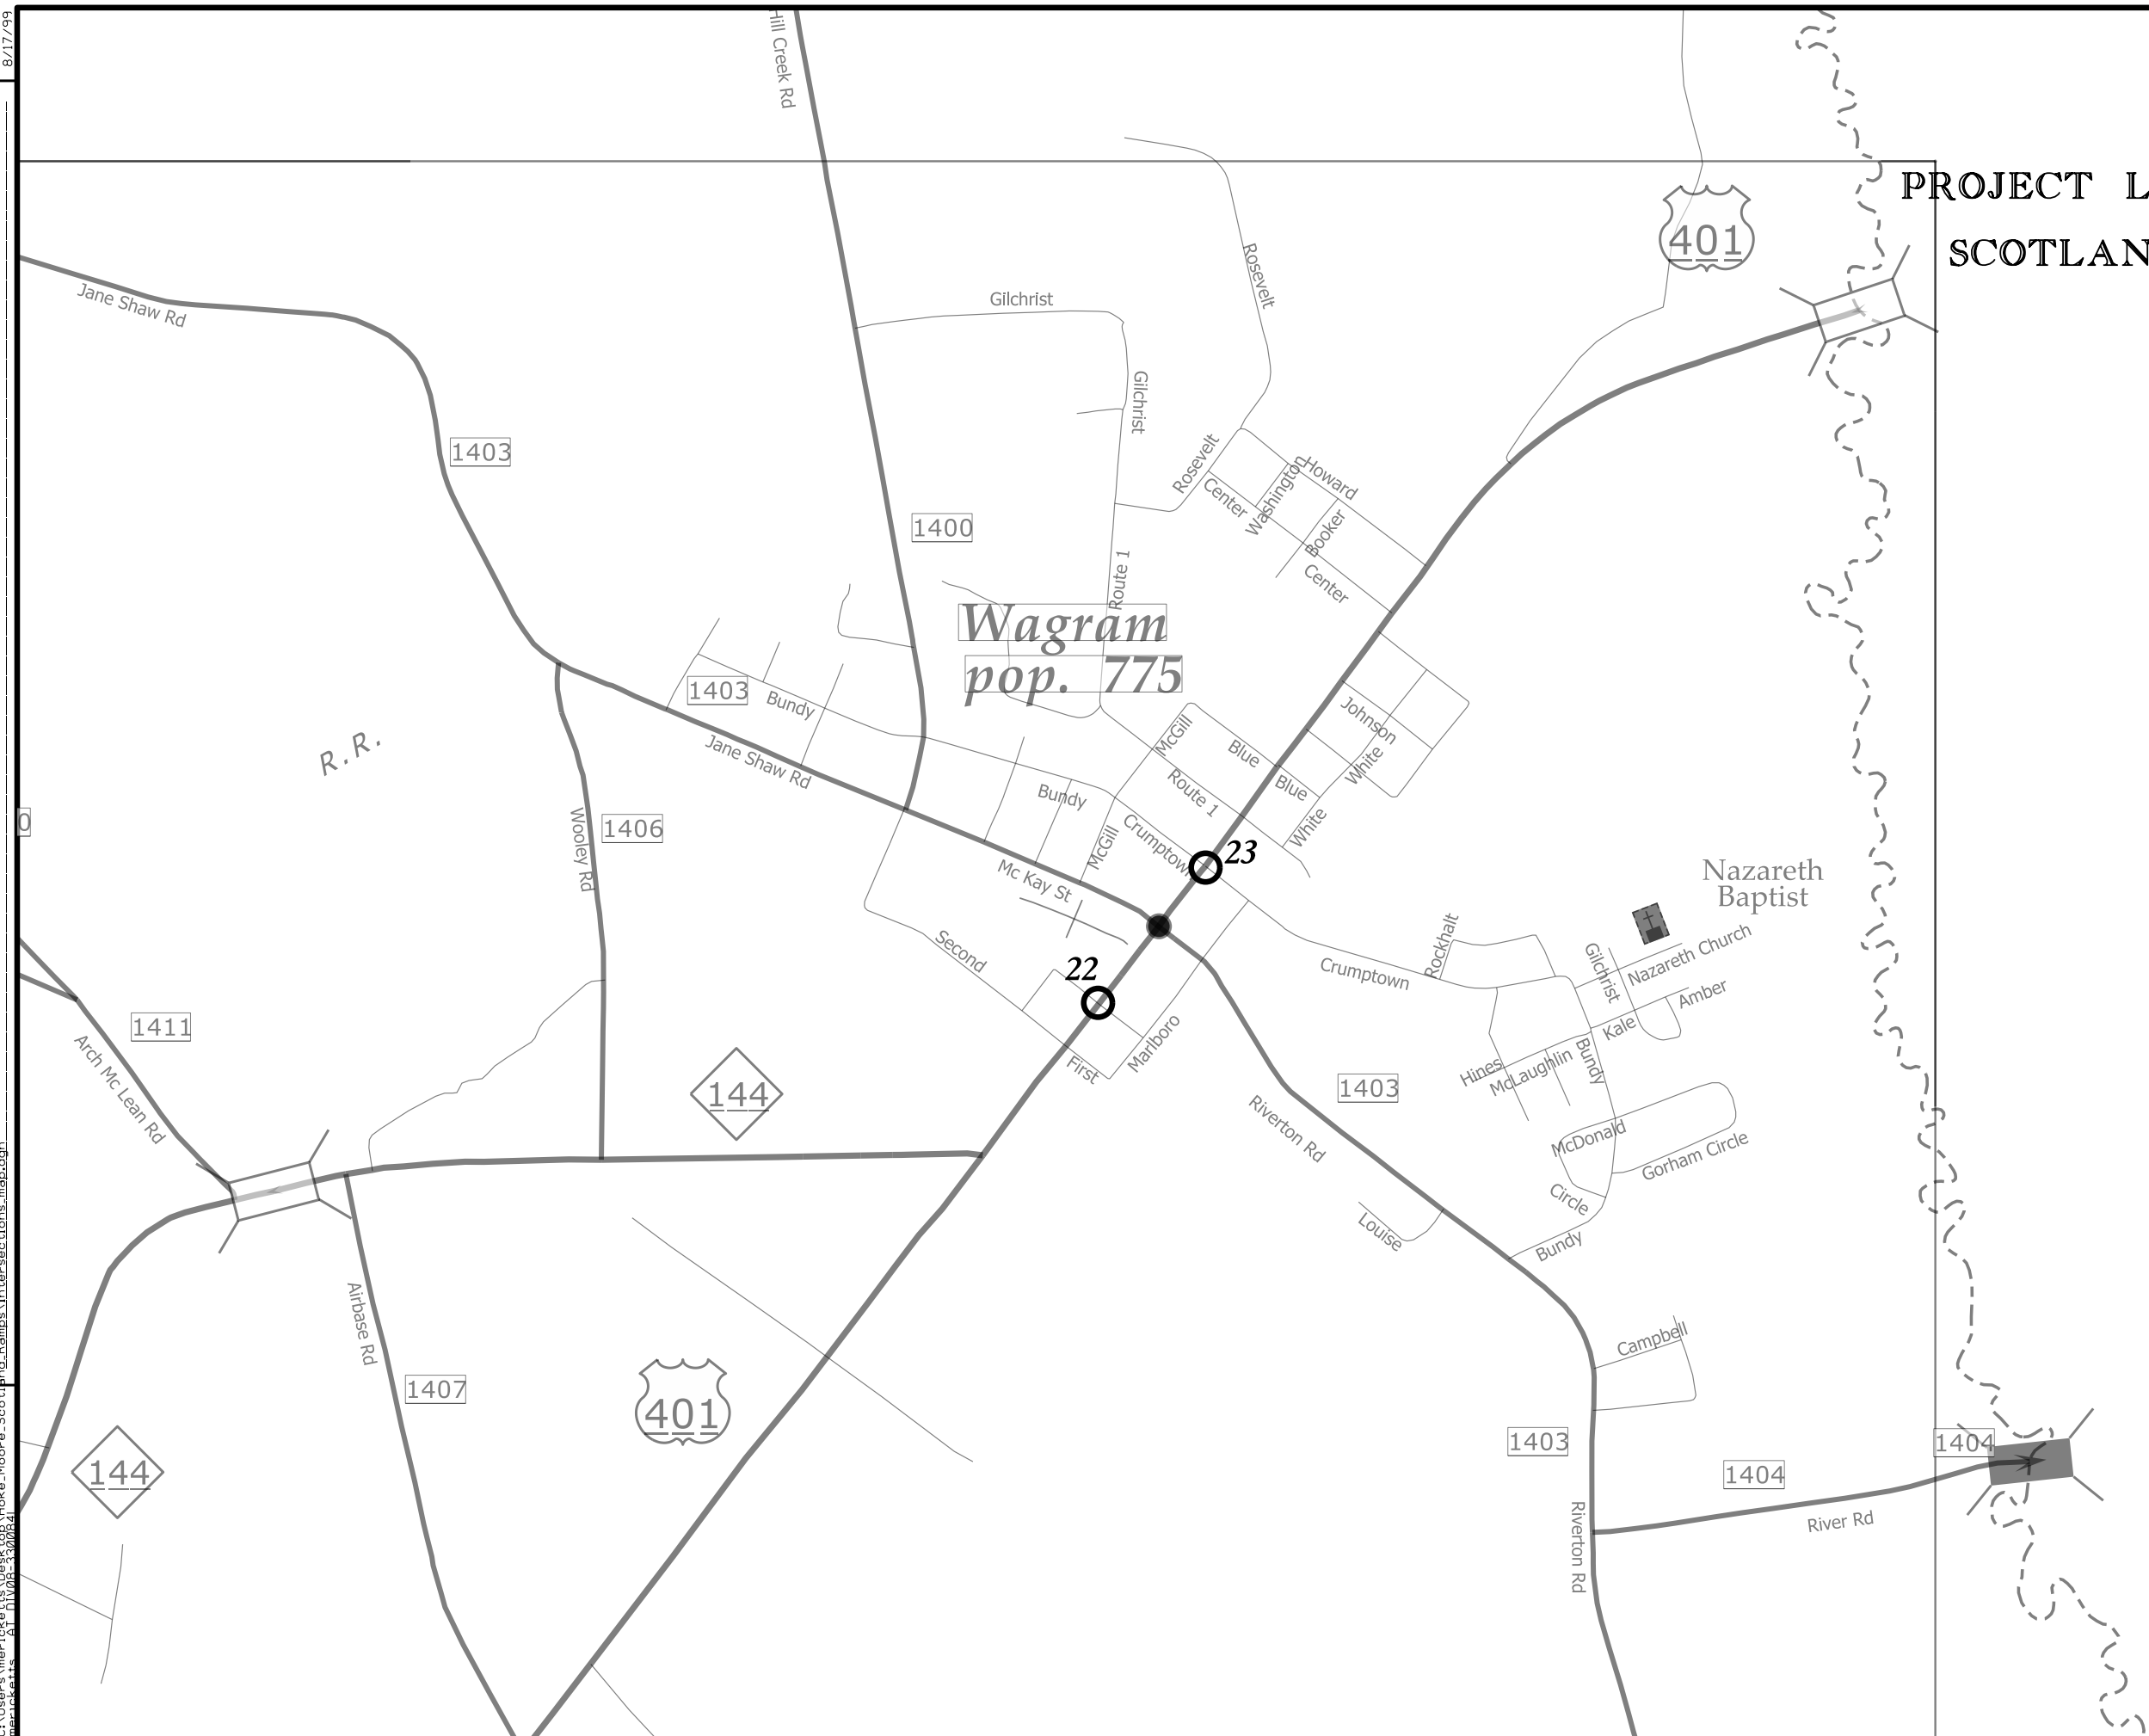 8/17/99
Hill Creek Rd
PROJECT L
SCOTLAN
401
Jane Shaw Rd
Rosevelt
Gilchrist
Gilchrist
1403
Rosevelt
Howard
Washington
Center
Booker
1400
Center
Route 1
Wagram
pop. 775
1403
Bundy
Jane Shaw Rd
R.R.
McGill
Johnson
Blue
White
Blue
Route 1
Bundy
0
1406
Wooley Rd
Crumptown
White
McGill
23
Mc Kay St
Nazareth
Baptist
Second
22
Rockhalt
Gilchrist
Nazareth Church
Crumptown
Amber
1411
Kale
Arch Mc Lean Rd
First
Marlboro
Hines
McLaughlin
Bundy
144
1403
Riverton Rd
McDonald
Gorham Circle
Circle
Louise
Bundy
Airbase Rd
Campbell
1407
401
1403
1404
144
1404
River Rd
Riverton Rd